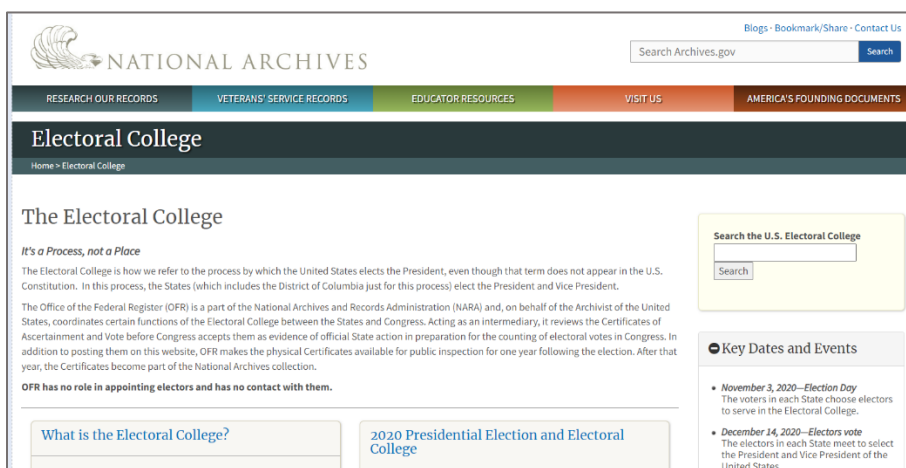 Blogs · Bookmark/Share · Contact Us
NATIONAL ARCHIVES
Search Archives.gov
Search
RESEARCH OUR RECORDS
VETERANS' SERVICE RECORDS
EDUCATOR RESOURCES
VISIT US
AMERICA'S FOUNDING DOCUMENTS
Electoral College
Home > Electoral College
The Electoral College
It's a Process, not a Place
The Electoral College is how we refer to the process by which the United States elects the President, even though that term does not appear in the U.S.
Constitution. In this process, the States (which includes the District of Columbia just for this process) elect the President and Vice President.
The Office of the Federal Register (OFR) is a part of the National Archives and Records Administration (NARA) and, on behalf of the Archivist of the United
States, coordinates certain functions of the Electoral College between the States and Congress. Acting as an intermediary, it reviews the Certificates of
Ascertainment and Vote before Congress accepts them as evidence of official State action in preparation for the counting of electoral votes in Congress. In
addition to posting them on this website, OFR makes the physical Certificates available for public inspection for one year following the election. After that
year, the Certificates become part of the National Archives collection.
OFR has no role in appointing electors and has no contact with them.
What is the Electoral College?
2020 Presidential Election and Electoral
College
Search the U.S. Electoral College
Search
Key Dates and Events
November 3, 2020—Election Day
The voters in each State choose electors
to serve in the Electoral College.
December 14, 2020—Electors vote
The electors in each State meet to select
the President and Vice President of the
United States